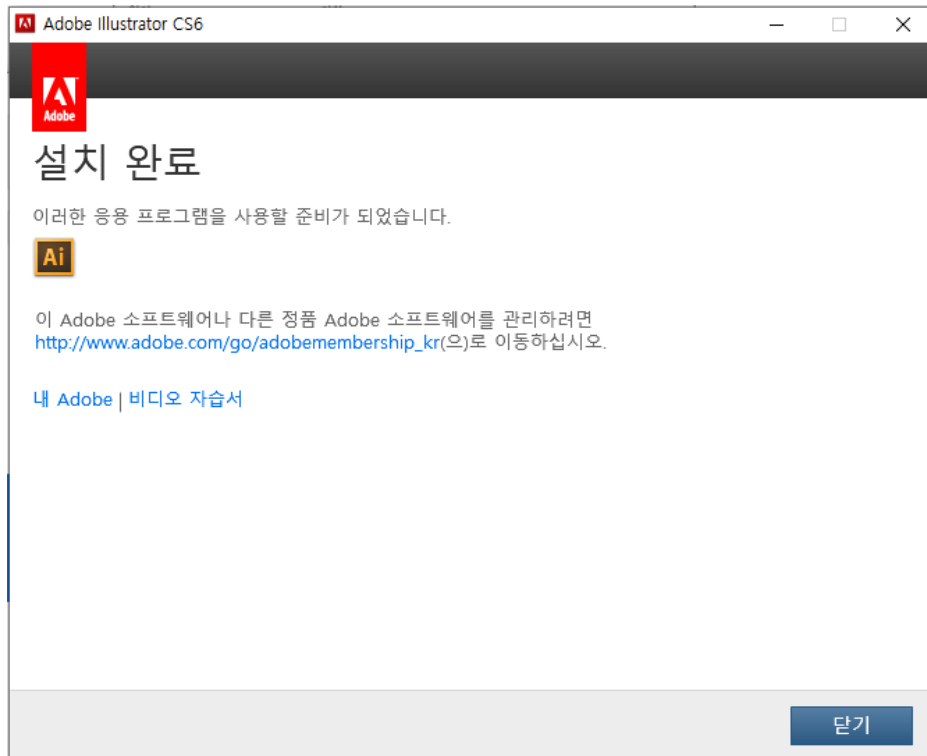 Adobe Illustrator CS6
Adobe
설치 완료
이러한 응용 프로그램을 사용할 준비가 되었습니다.
Ai
이 Adobe 소프트웨어나 다른 정품 Adobe 소프트웨어를 관리하려면
http://www.adobe.com/go/adobemembership_kr(으)로 이동하십시오.
내 Adobe | 비디오 자습서
닫기